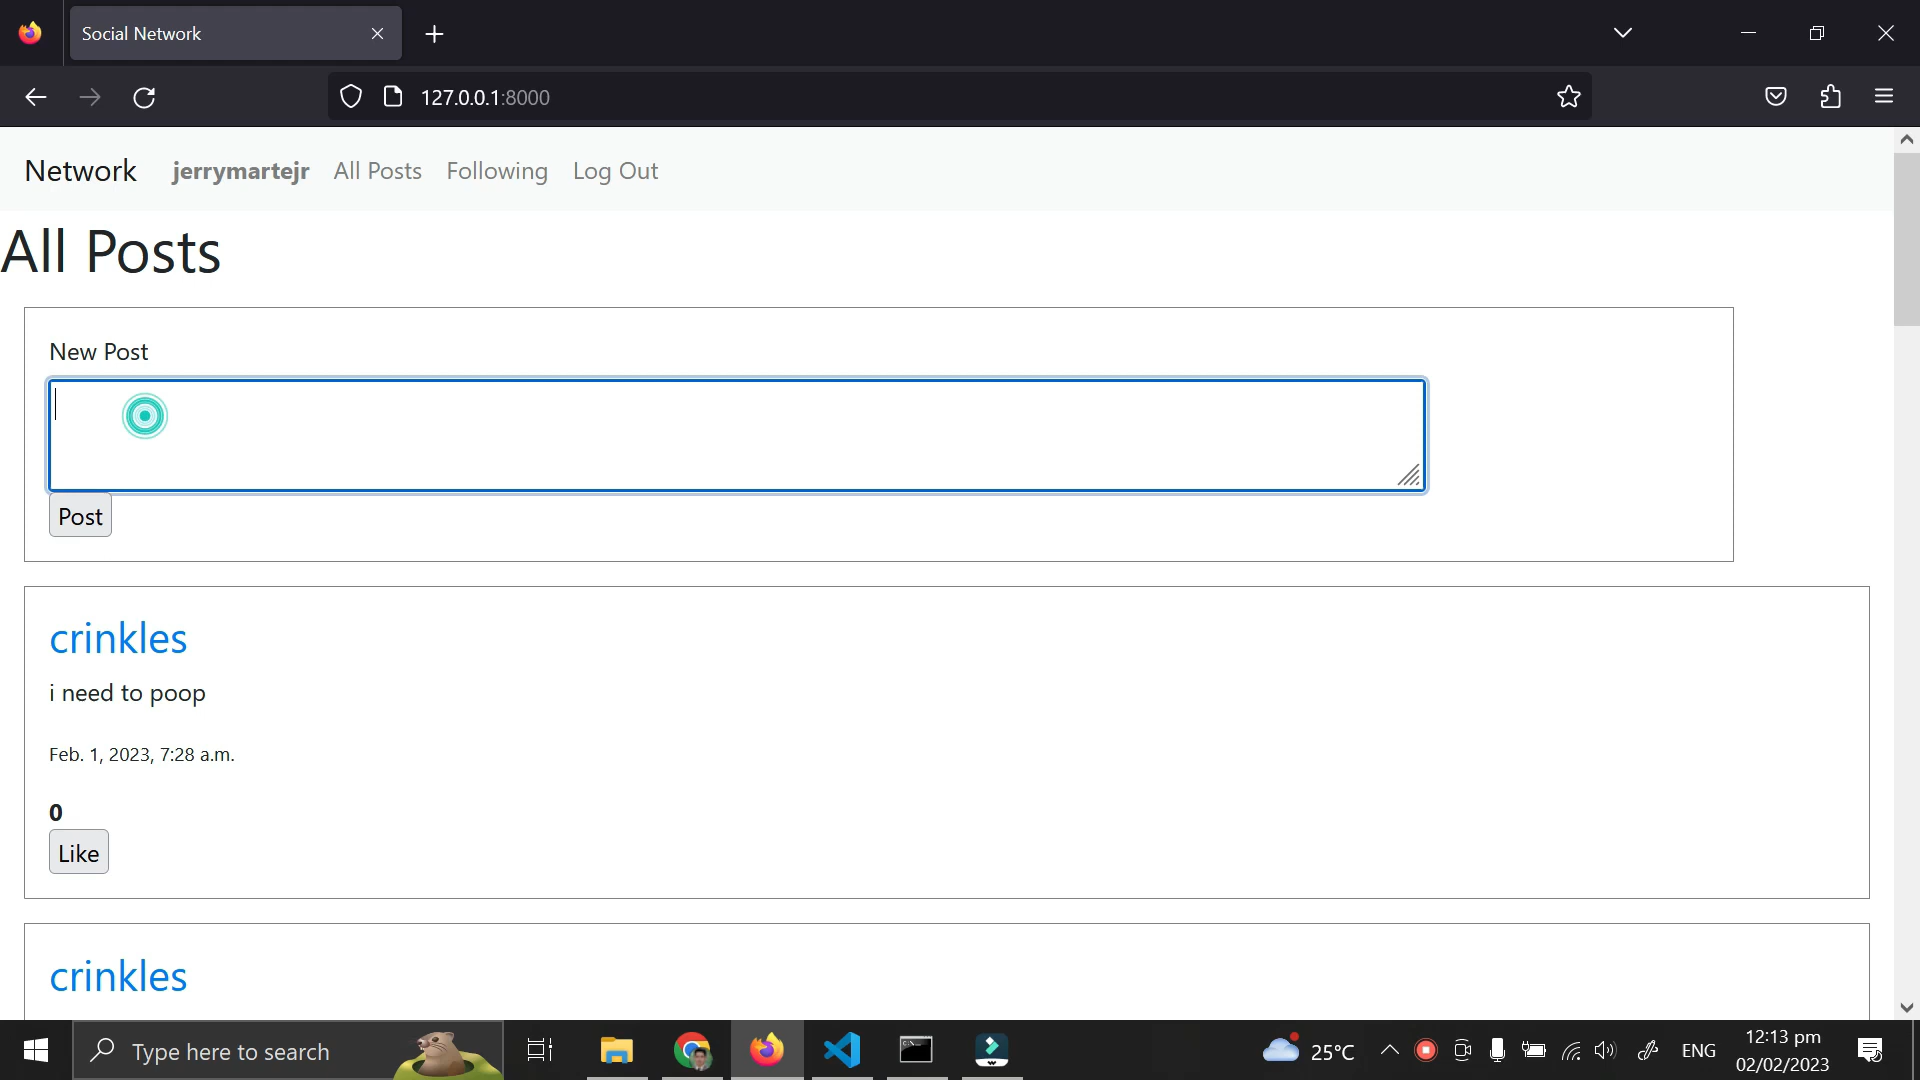 Social Network
127.0.0.1:8000
Network jerrymartejr All Posts Following Log Out
All Posts
New Post
Post
crinkles
i need to poop
Feb. 1, 2023, 7:28 a.m.
0
Like
crinkles
Type here to search
25°C
ENG
12:13 pm
02/02/2023